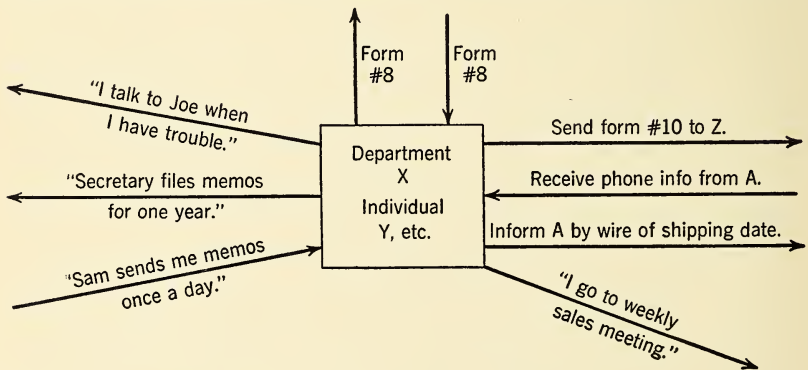 Form
#8
Form
#8
"I talk to Joe when
I have trouble."
"Secretary files memos
for one year."
"Sam sends me memos
once a day."
Department
X
Individual
Y, etc.
Send form #10 to Z.
Receive phone info from A.
Inform A by wire of shipping date.
"I go to weekly
sales meeting."